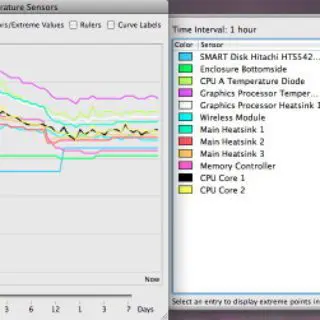 rature Sensors
ors/Extreme Values Rulers Curve Labels
Now
3 6 12 1 3 7 Days
Time Interval: 1 hour
Color Sensor
SMART Disk Hitachi HTS542...
Enclosure Bottomside
CPU A Temperature Diode
Graphics Processor Temper...
Graphics Processor Heatsink 1
Wireless Module
Main Heatsink 1
Main Heatsink 2
Main Heatsink 3
Memory Controller
CPU Core 1
CPU Core 2
Select an entry to display extreme points in